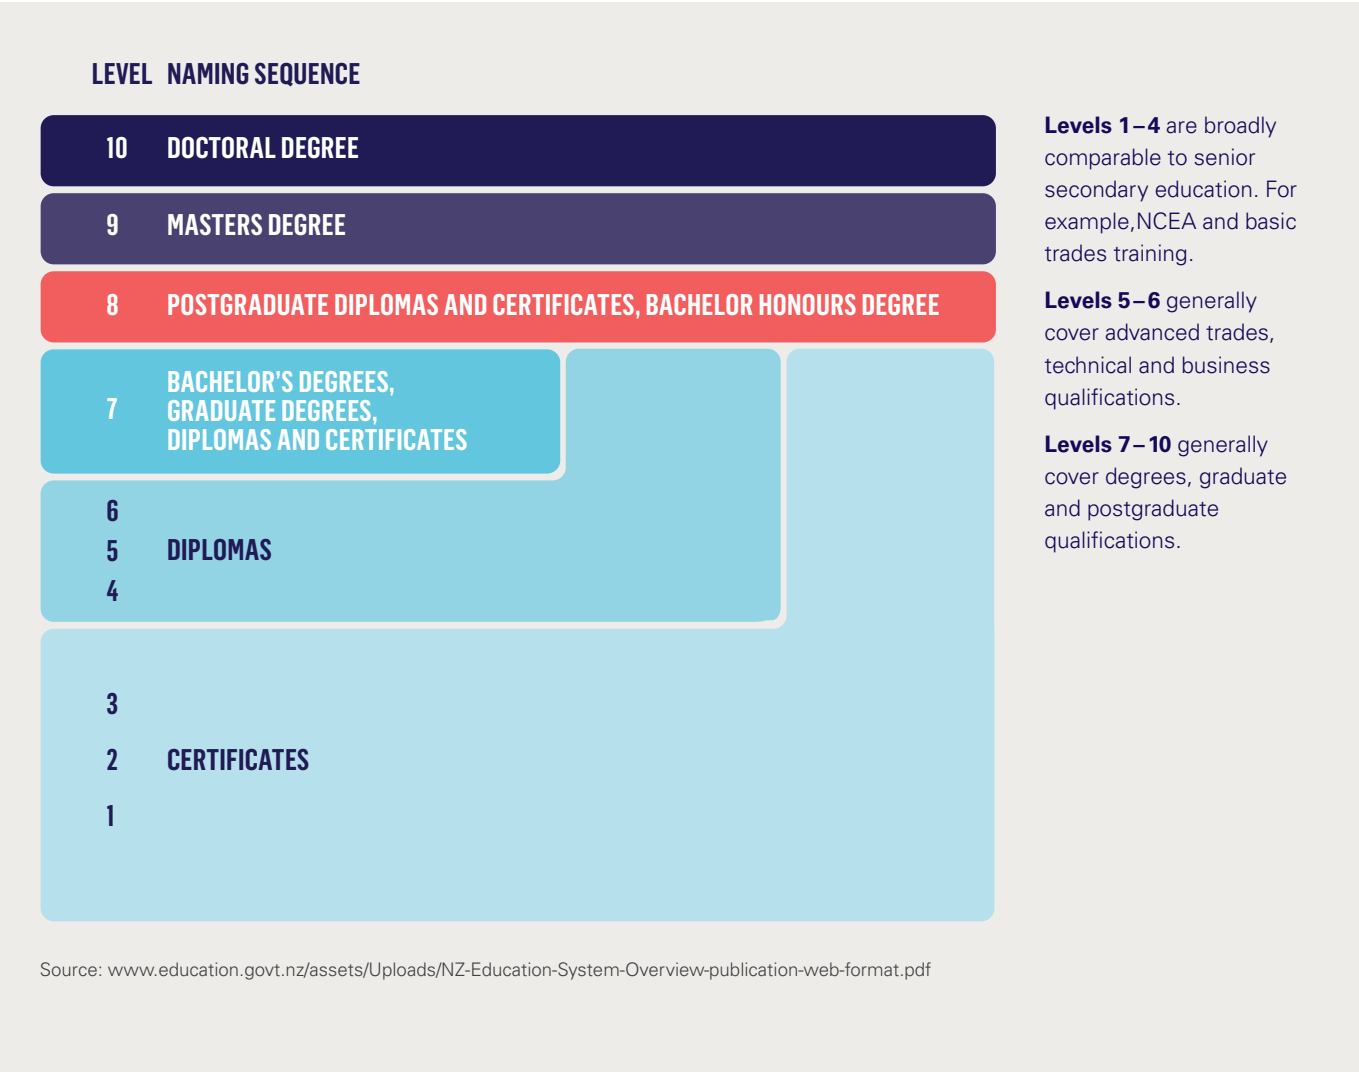 LEVEL NAMING SEQUENCE
10 DOCTORAL DEGREE
9 MASTERS DEGREE
8 POSTGRADUATE DIPLOMAS AND CERTIFICATES, BACHELOR HONOURS DEGREE
7 BACHELOR'S DEGREES,
GRADUATE DEGREES,
DIPLOMAS AND CERTIFICATES
6
5 DIPLOMAS
4
3
2 CERTIFICATES
1
Levels 1–4 are broadly
comparable to senior
secondary education. For
example,NCEA and basic
trades training.
Levels 5–6 generally
cover advanced trades,
technical and business
qualifications.
Levels 7–10 generally
cover degrees, graduate
and postgraduate
qualifications.
Source: www.education.govt.nz/assets/Uploads/NZ-Education-System-Overview-publication-web-format.pdf